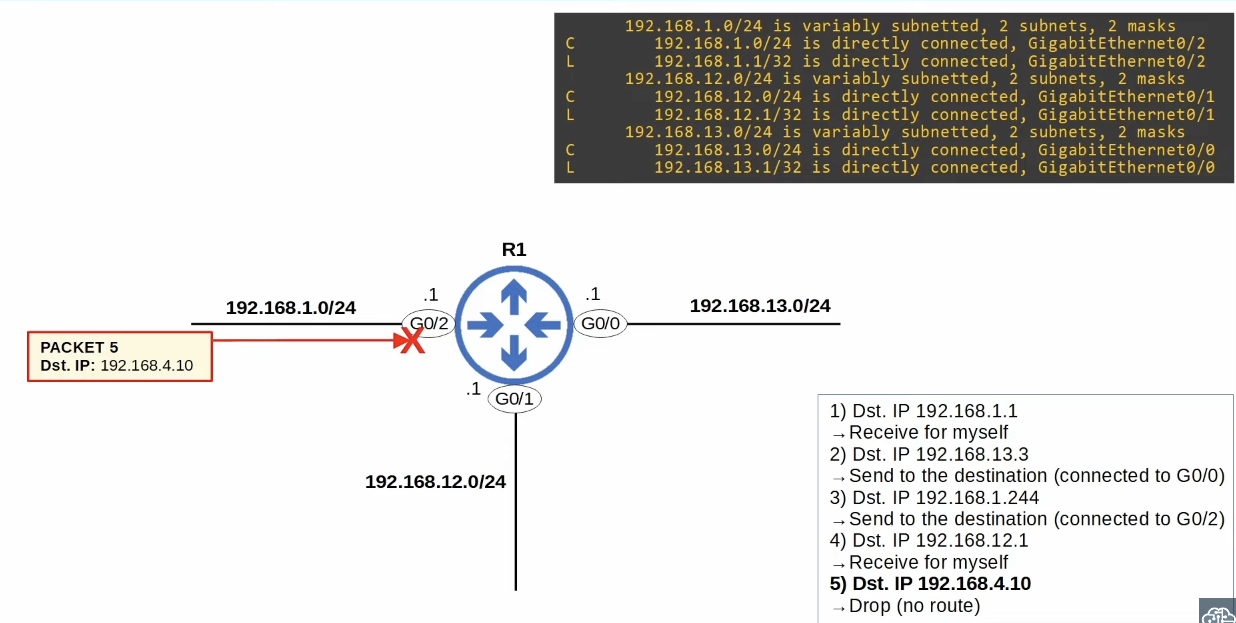 192.168.1.0/24 is variably subnetted, 2 subnets, 2 masks
C 192.168.1.0/24 is directly connected, GigabitEthernet0/2
L 192.168.1.1/32 is directly connected, GigabitEthernet0/2
192.168.12.0/24 is variably subnetted, 2 subnets, 2 masks
C 192.168.12.0/24 is directly connected, GigabitEthernet0/1
L 192.168.12.1/32 is directly connected, GigabitEthernet0/1
192.168.13.0/24 is variably subnetted, 2 subnets, 2 masks
C 192.168.13.0/24 is directly connected, GigabitEthernet0/0
L 192.168.13.1/32 is directly connected, GigabitEthernet0/0
R1
192.168.1.0/24
.1
G0/2
.1
G0/0
192.168.13.0/24
PACKET 5
Dst. IP: 192.168.4.10
.1
G0/1
192.168.12.0/24
1) Dst. IP 192.168.1.1
→Receive for myself
2) Dst. IP 192.168.13.3
→Send to the destination (connected to G0/0)
3) Dst. IP 192.168.1.244
→Send to the destination (connected to G0/2)
4) Dst. IP 192.168.12.1
→Receive for myself
5) Dst. IP 192.168.4.10
→Drop (no route)